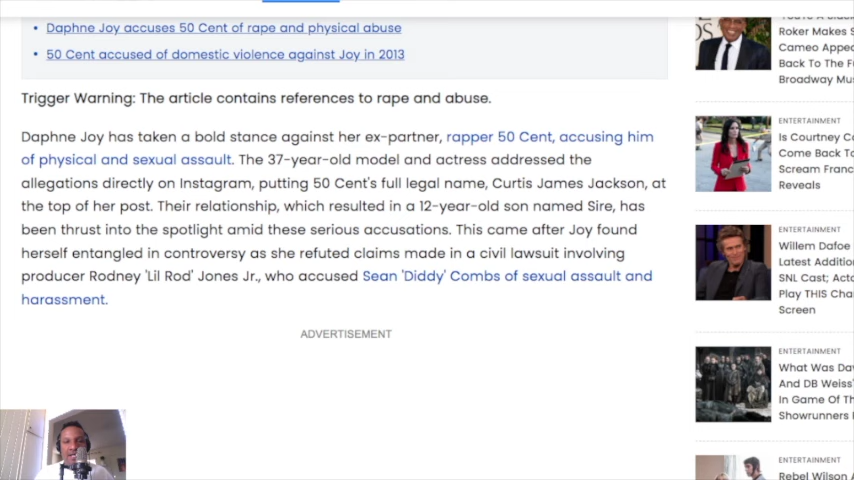 Daphne Joy accuses 50 Cent of rape and physical abuse
50 Cent accused of domestic violence against Joy in 2013
Trigger Warning: The article contains references to rape and abuse.
Daphne Joy has taken a bold stance against her ex-partner, rapper 50 Cent, accusing him
of physical and sexual assault. The 37-year-old model and actress addressed the
allegations directly on Instagram, putting 50 Cent's full legal name, Curtis James Jackson, at
the top of her post. Their relationship, which resulted in a 12-year-old son named Sire, has
been thrust into the spotlight amid these serious accusations. This came after Joy found
herself entangled in controversy as she refuted claims made in a civil lawsuit involving
producer Rodney 'Lil Rod' Jones Jr., who accused Sean 'Diddy' Combs of sexual assault and
harassment.
ADVERTISEMENT
Roker Makes S
Cameo Appe
Back To The Fu
Broadway Mus
ENTERTAINMENT
Is Courtney Co
Come Back To
Scream Franc
Reveals
ENTERTAINMENT
Willem Dafoe
Latest Additio
SNL Cast; Acto
Play THIS Cha
Screen
ENTERTAINMENT
What Was Dav
And DB Weiss'
In Game Of Th
Showrunners
ENTERTAINMENT
Rebel Wilson A